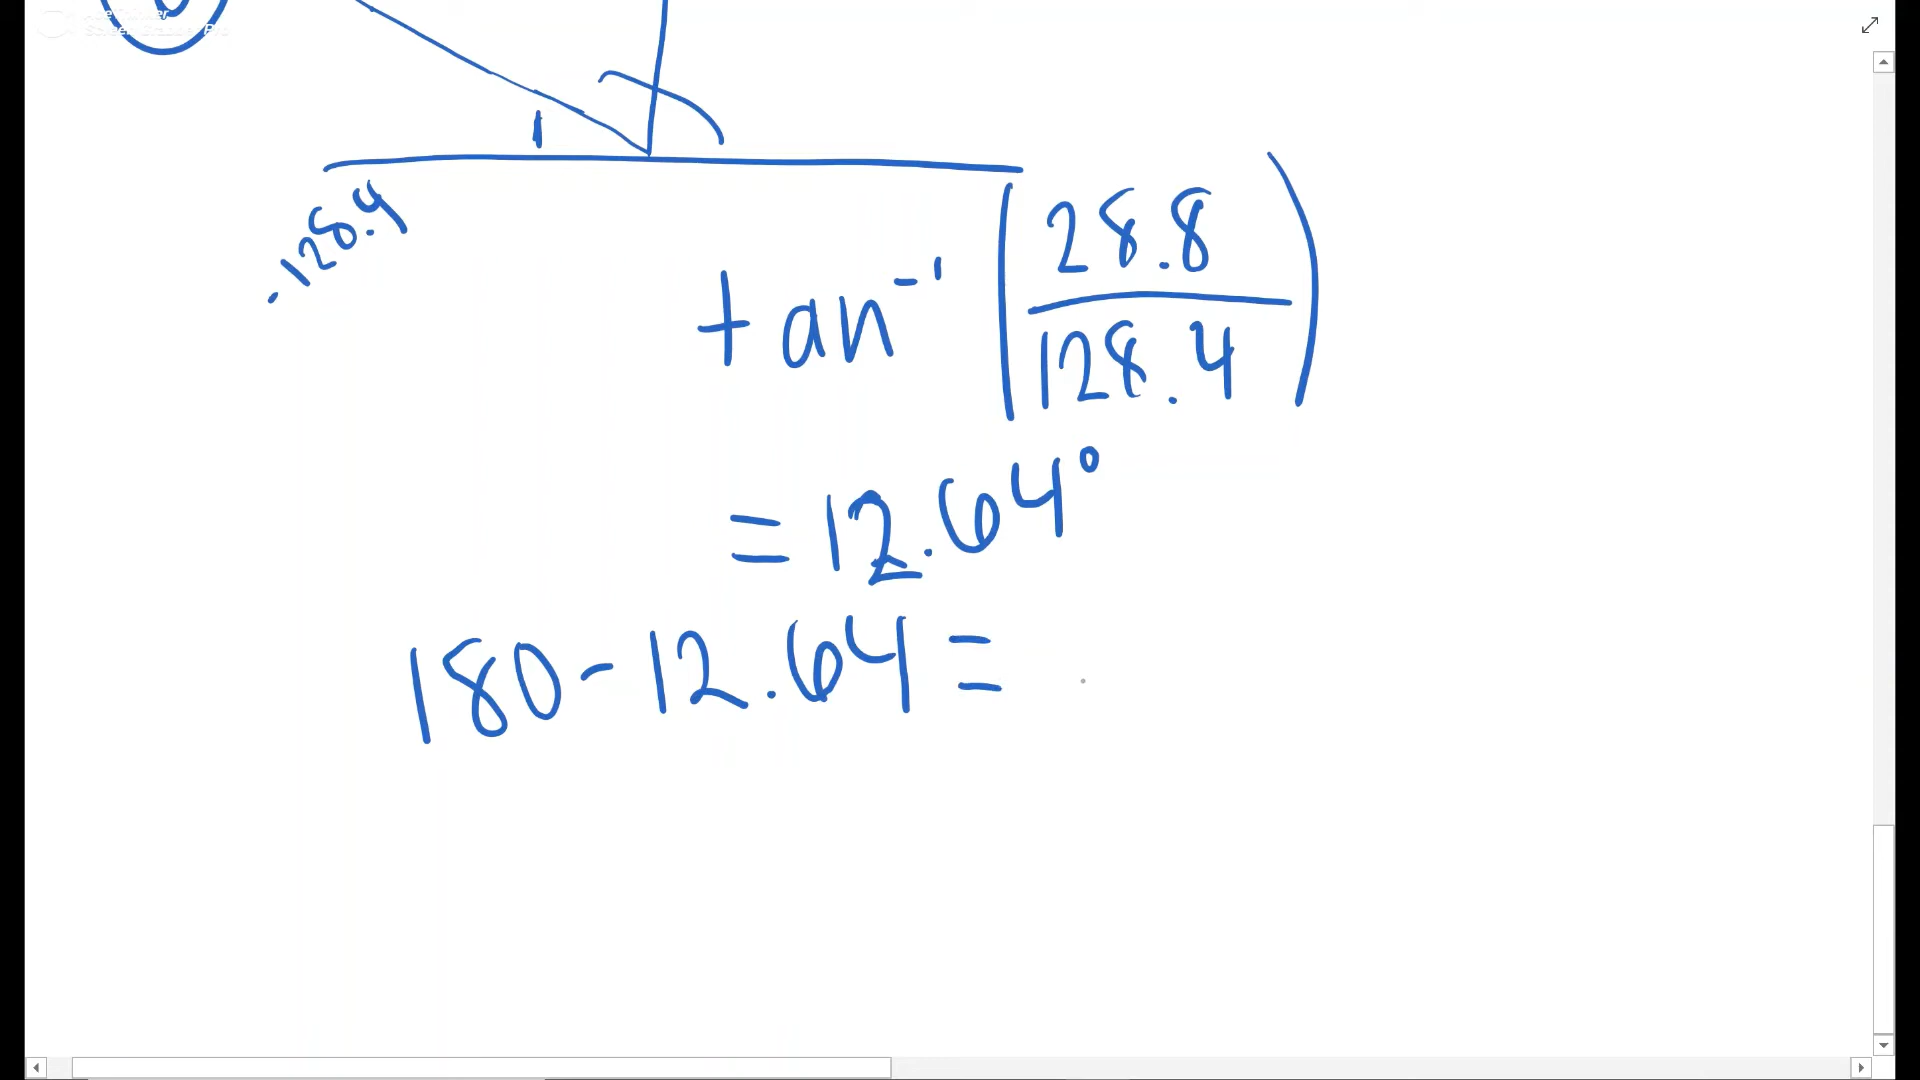 -128.4
tan⁻¹ (28.8 / 128.4)
= 12.64°
180 - 12.64 =